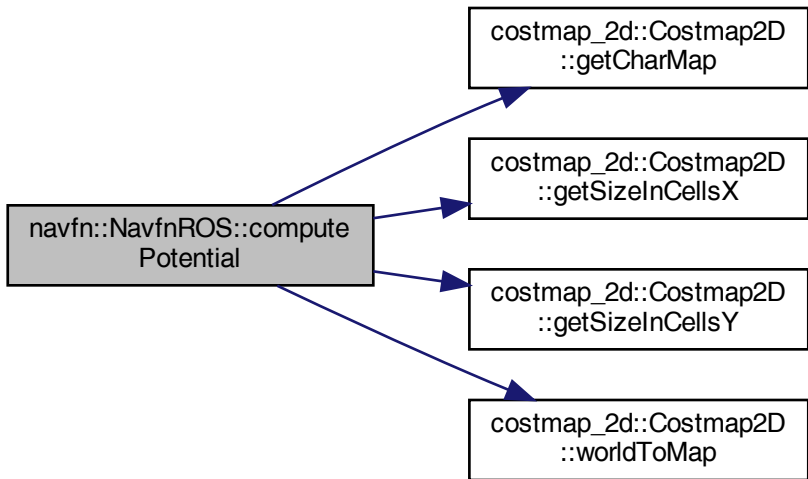 costmap_2d::Costmap2D
::getCharMap
costmap_2d::Costmap2D
::getSizeInCellsX
navfn::NavfnROS::compute
Potential
costmap_2d::Costmap2D
::getSizeInCellsY
costmap_2d::Costmap2D
::worldToMap